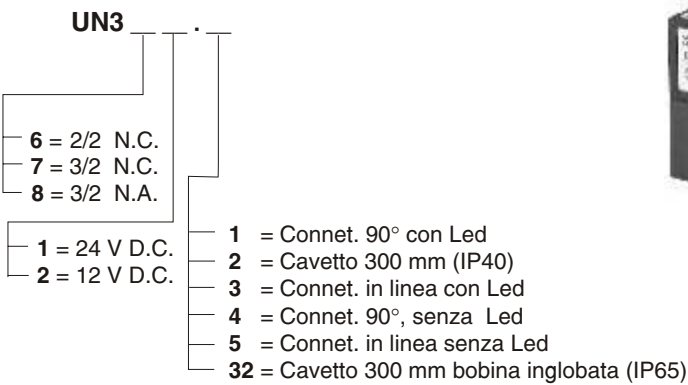 UN3 __ __ . __
6 = 2/2 N.C.
7 = 3/2 N.C.
8 = 3/2 N.A.
1 = 24 V D.C.
2 = 12 V D.C.
1 = Connet. 90° con Led
2 = Cavetto 300 mm (IP40)
3 = Connet. in linea con Led
4 = Connet. 90°, senza Led
5 = Connet. in linea senza Led
32 = Cavetto 300 mm bobina inglobata (IP65)